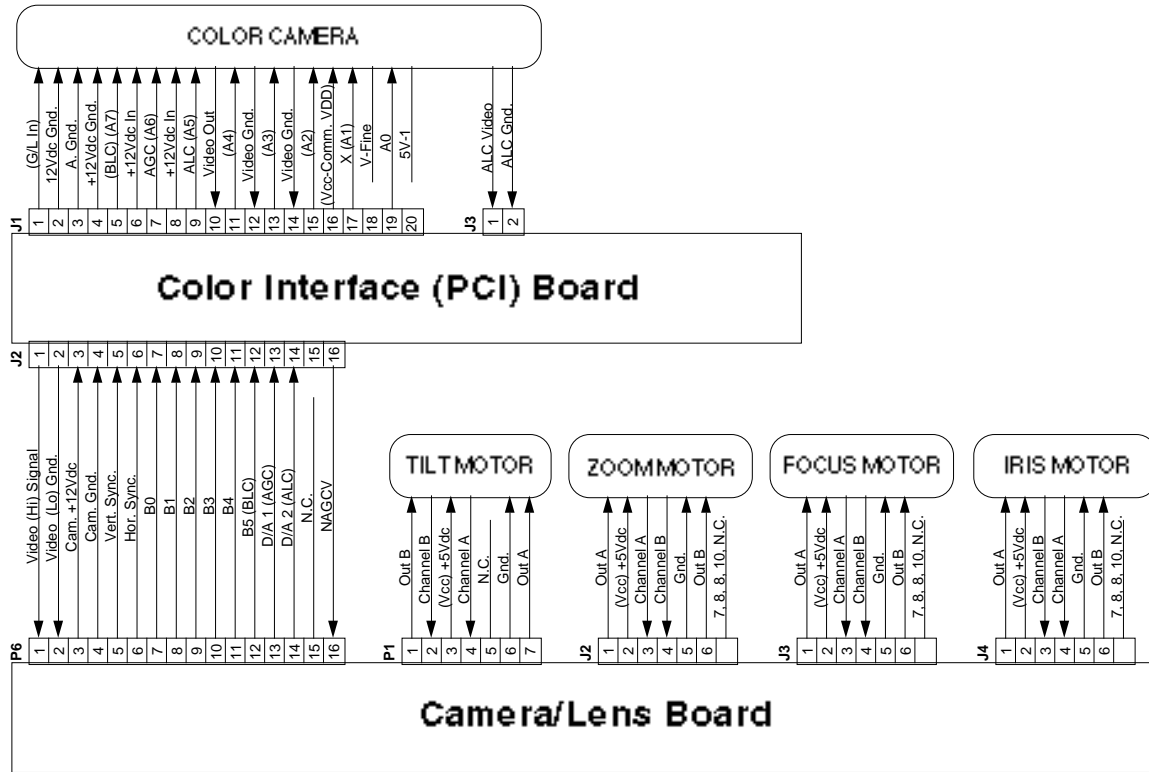 COLOR CAMERA
(G/L In)
12Vdc Gnd.
A. Gnd.
+12Vdc Gnd.
(BLC) (A7)
+12Vdc In
AGC (A6)
+12Vdc In
ALC (A5)
Video Out
(A4)
Video Gnd.
(A3)
Video Gnd.
(A2)
(Vcc-Comm. VDD)
X (A1)
V-Fine
A0
5V-1
ALC Video
ALC Gnd.
J1
1 2 3 4 5 6 7 8 9 10 11 12 13 14 15 16 17 18 19 20
J3
1 2
Color Interface (PCI) Board
J2
1 2 3 4 5 6 7 8 9 10 11 12 13 14 15 16
Video (Hi) Signal
Video (Lo) Gnd.
Cam. +12Vdc
Cam. Gnd.
Vert. Sync.
Hor. Sync.
B0
B1
B2
B3
B4
B5 (BLC)
D/A 1 (AGC)
D/A 2 (ALC)
N.C.
NAGCV
P6
1 2 3 4 5 6 7 8 9 10 11 12 13 14 15 16
TILT MOTOR
Out B
Channel B
(Vcc) +5Vdc
Channel A
N.C.
Gnd.
Out A
P1
1 2 3 4 5 6 7
ZOOM MOTOR
Out A
(Vcc) +5Vdc
Channel A
Channel B
Gnd.
Out B
7, 8, 8, 10, N.C.
J2
1 2 3 4 5 6
FOCUS MOTOR
Out A
(Vcc) +5Vdc
Channel A
Channel B
Gnd.
Out B
7, 8, 8, 10, N.C.
J3
1 2 3 4 5 6
IRIS MOTOR
Out A
(Vcc) +5Vdc
Channel B
Channel A
Gnd.
Out B
7, 8, 8, 10, N.C.
J4
1 2 3 4 5 6
Camera/Lens Board